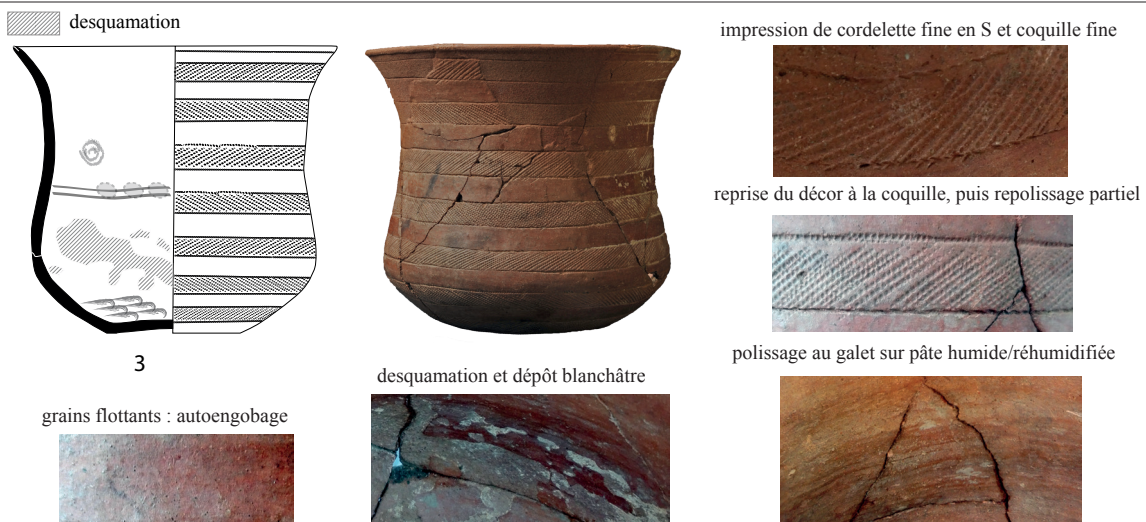 desquamation
impression de cordelette fine en S et coquille fine
reprise du décor à la coquille, puis repolissage partiel
3
desquamation et dépôt blanchâtre
polissage au galet sur pâte humide/réhumidifiée
grains flottants : autoengobage